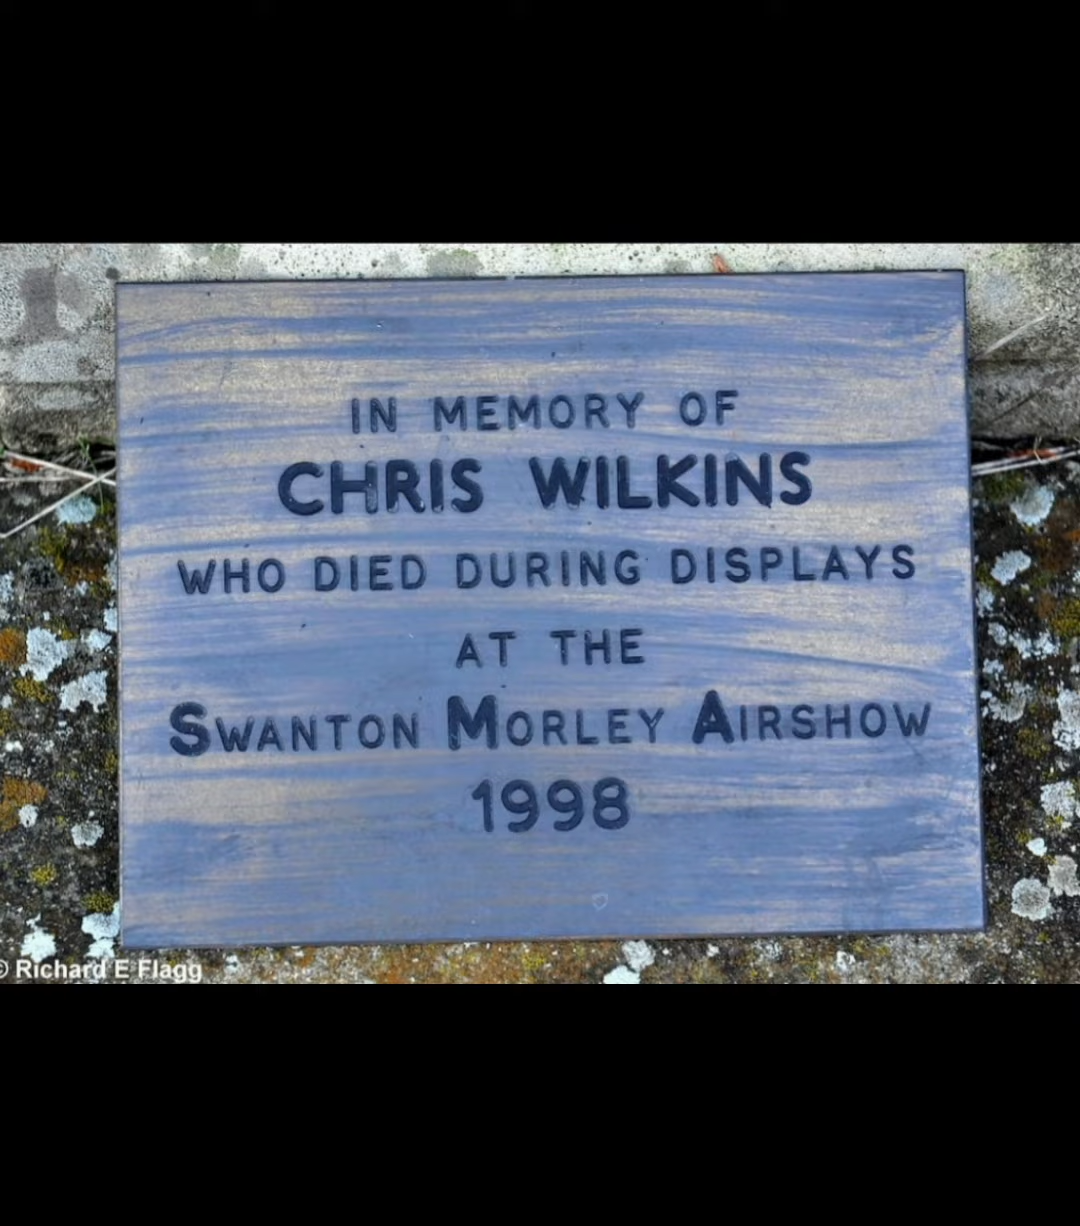 IN MEMORY OF
CHRIS WILKINS
WHO DIED DURING DISPLAYS
AT THE
SWANTON MORLEY AIRSHOW
1998
© Richard E Flagg